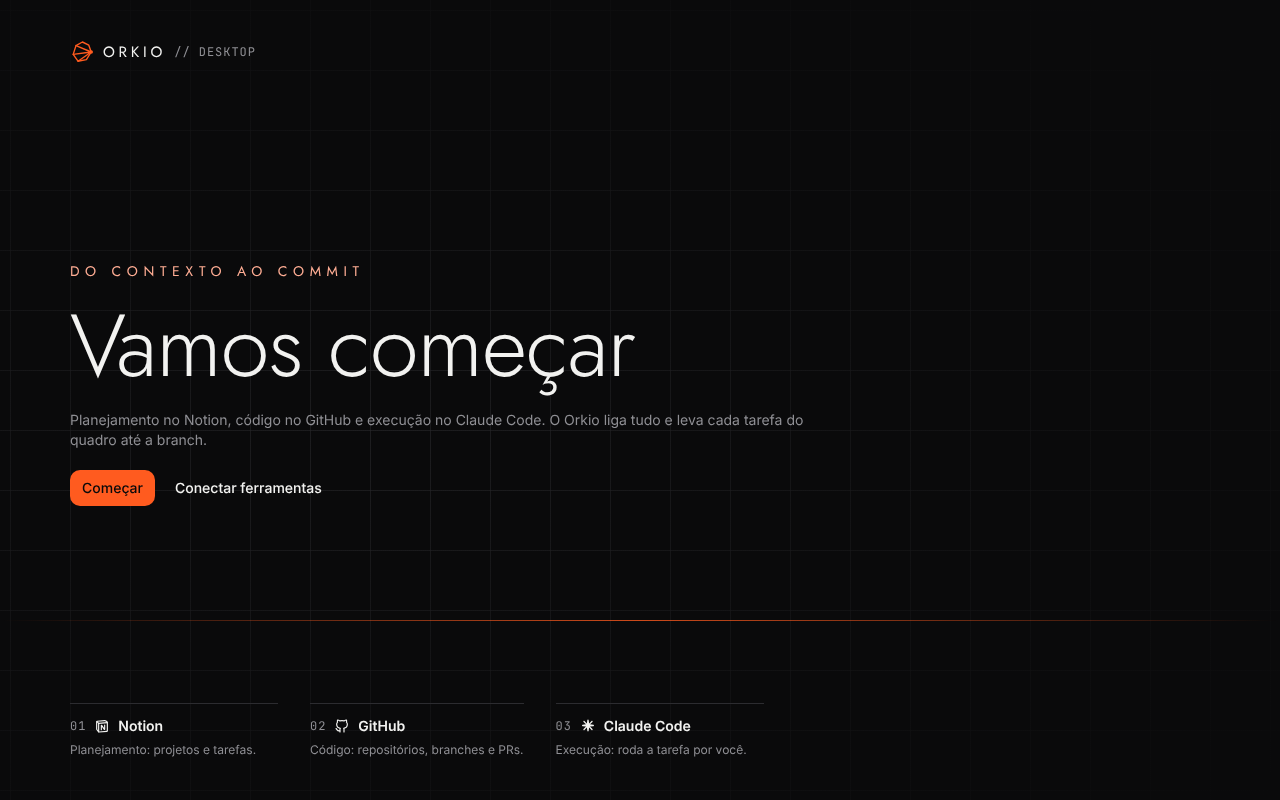 ORKIO // DESKTOP
DO CONTEXTO AO COMMIT
Vamos começar
Planejamento no Notion, código no GitHub e execução no Claude Code. O Orkio liga tudo e leva cada tarefa do
quadro até a branch.
Começar Conectar ferramentas
01 Notion
Planejamento: projetos e tarefas.
02 GitHub
Código: repositórios, branches e PRs.
03 Claude Code
Execução: roda a tarefa por você.